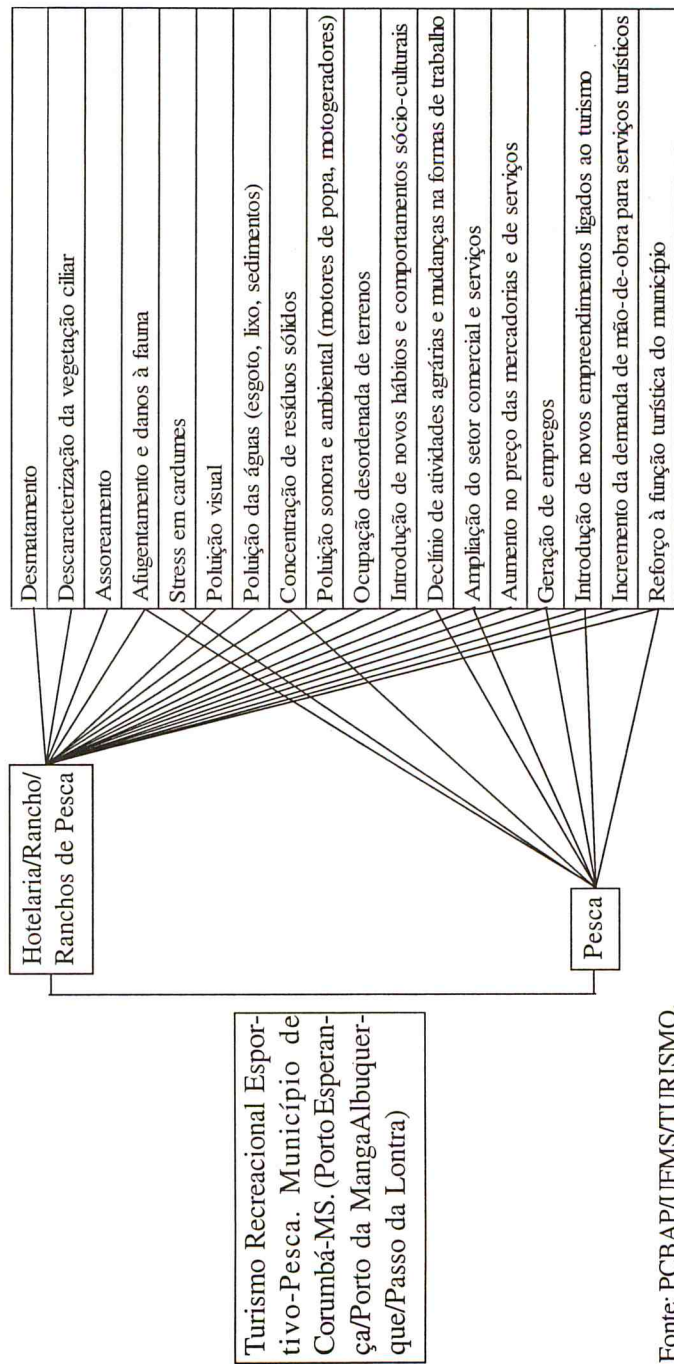 Turismo Recreacional Espor-
tivo-Pesca. Município de
Corumbá-MS. (Porto Esperan-
ça/Porto da MangaAlbuquer-
que/Passo da Lontra)
Hotelaria/Rancho/
Ranchos de Pesca
Pesca
Desmatamento
Descaracterização da vegetação ciliar
Assoreamento
Afugentamento e danos à fauna
Stress em cardumes
Poluição visual
Poluição das águas (esgoto, lixo, sedimentos)
Concentração de resíduos sólidos
Poluição sonora e ambiental (motores de popa, motogeradores)
Ocupação desordenada de terrenos
Introdução de novos hábitos e comportamentos sócio-culturais
Declínio de atividades agrárias e mudanças na formas de trabalho
Ampliação do setor comercial e serviços
Aumento no preço das mercadorias e de serviços
Geração de empregos
Introdução de novos empreendimentos ligados ao turismo
Incremento da demanda de mão-de-obra para serviços turísticos
Reforço à função turística do município
Fonte: PCBAP/UFMS/TURISMO.